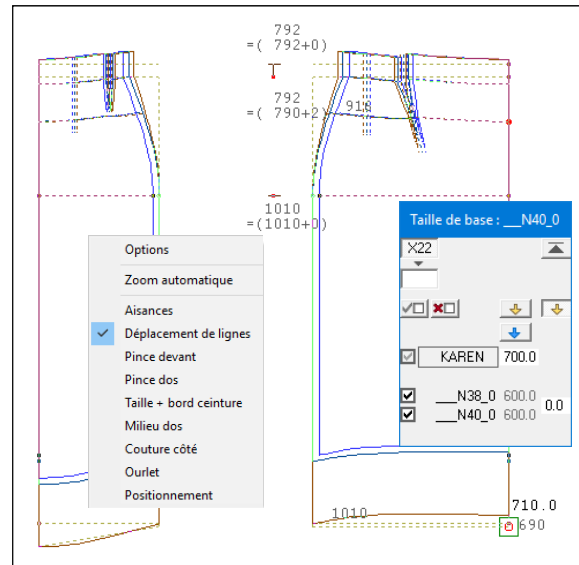 792
=( 792+0)
792
=( 790+2)
918
1010
=(1010+0)
Options
Zoom automatique
Aisances
Déplacement de lignes
Pince devant
Pince dos
Taille + bord ceinture
Milieu dos
Couture côté
Ourlet
Positionnement
Taille de base : ___N40_0
X22
KAREN 700.0
___N38_0 600.0
0.0
___N40_0 600.0
710.0
1010
690